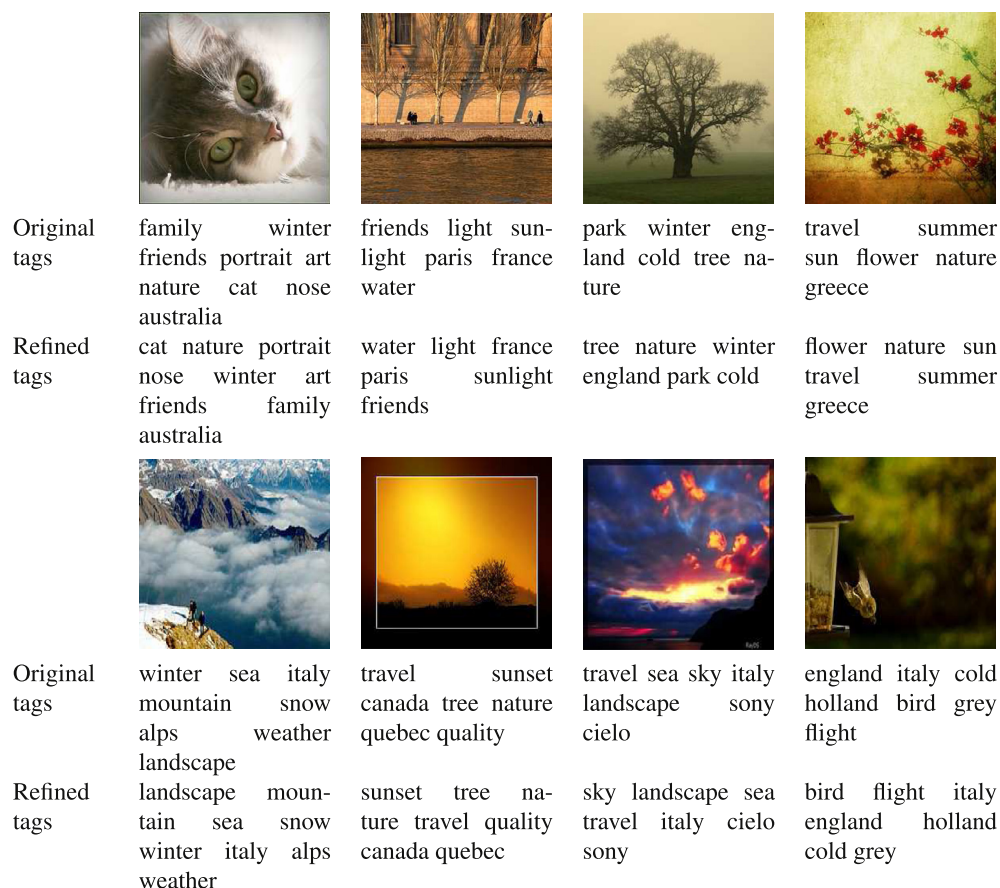 Original tags
family winter friends portrait art nature cat nose australia
friends light sun-
light paris france
water
park winter eng-
land cold tree na-
ture
travel summer
sun flower nature
greece
Refined tags
cat nature portrait
nose winter art
friends family
australia
water light france
paris sunlight
friends
tree nature winter
england park cold
flower nature sun
travel summer
greece
Original tags
winter sea italy
mountain snow
alps weather
landscape
travel sunset
canada tree nature
quebec quality
travel sea sky italy
landscape sony
cielo
england italy cold
holland bird grey
flight
Refined tags
landscape moun-
tain sea snow
winter italy alps
weather
sunset tree na-
ture travel quality
canada quebec
sky landscape sea
travel italy cielo
sony
bird flight italy
england holland
cold grey